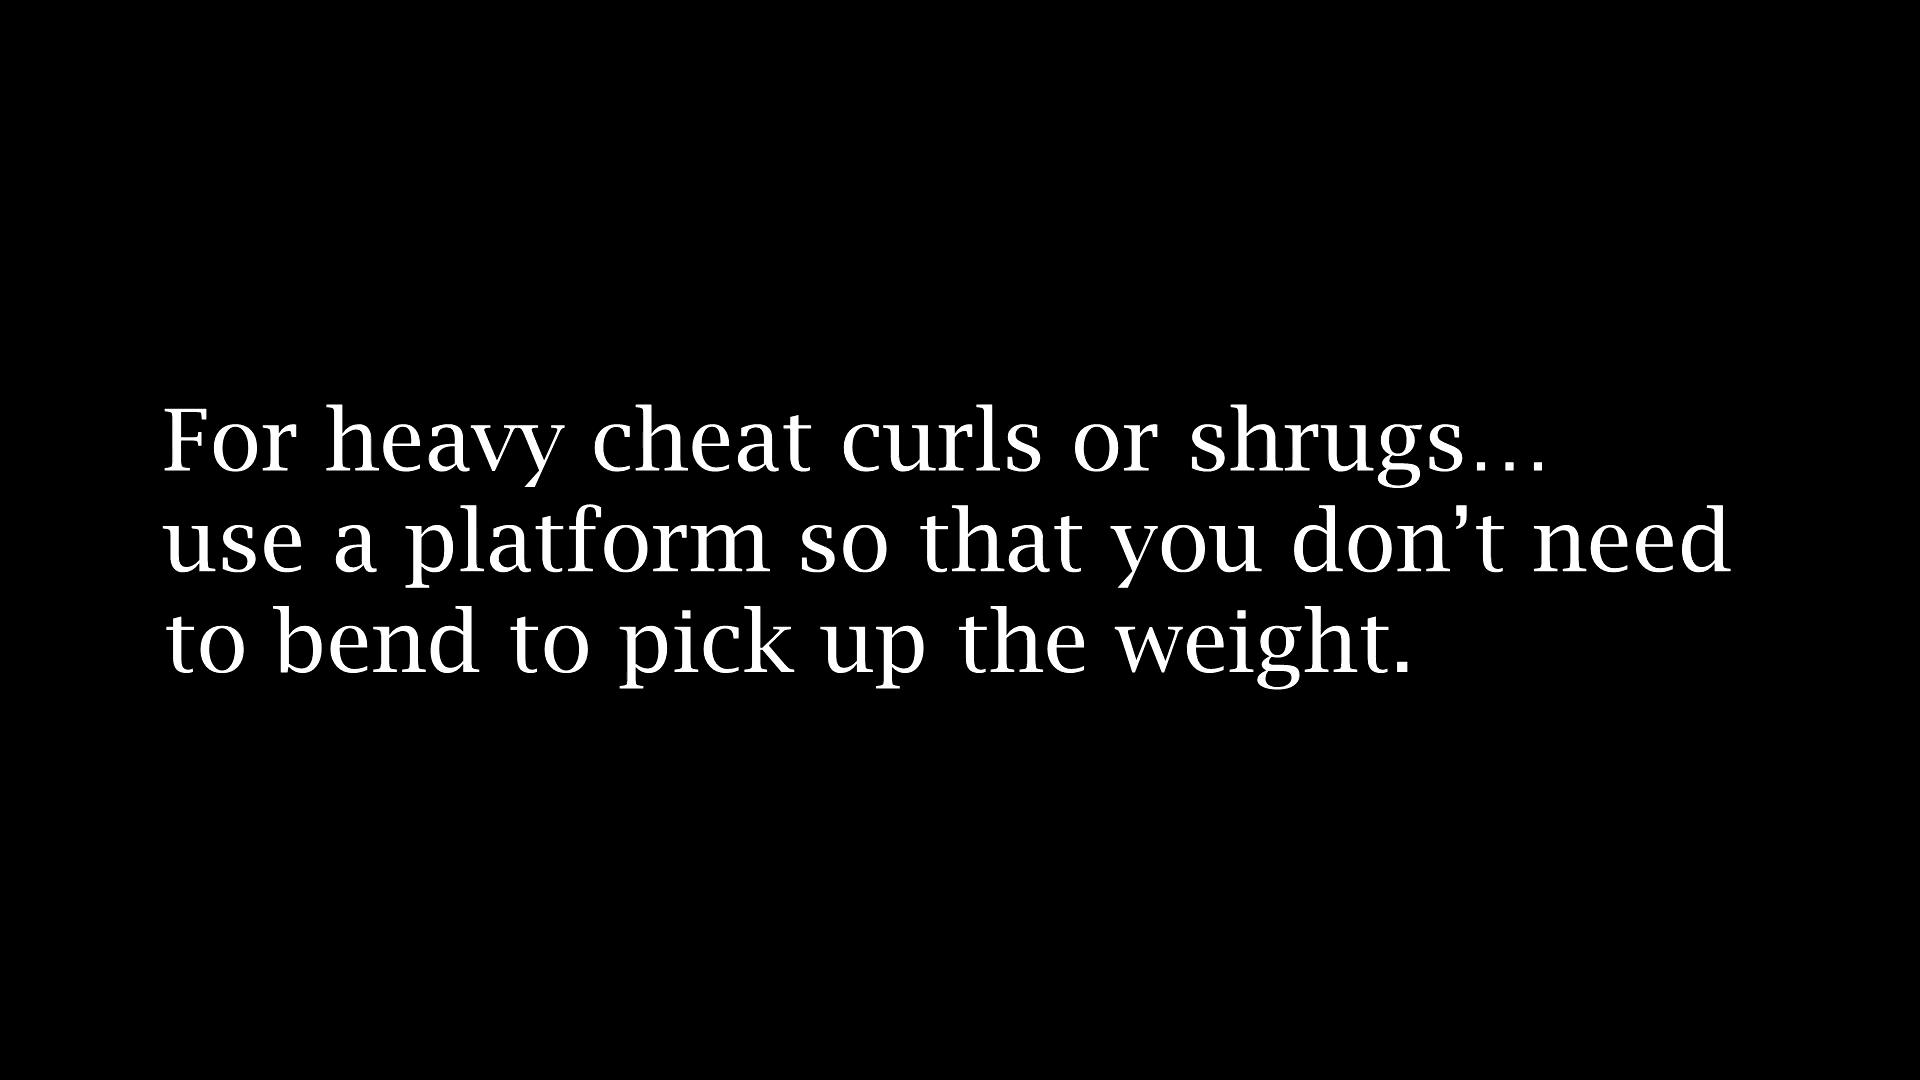 For heavy cheat curls or shrugs…
use a platform so that you don’t need
to bend to pick up the weight.